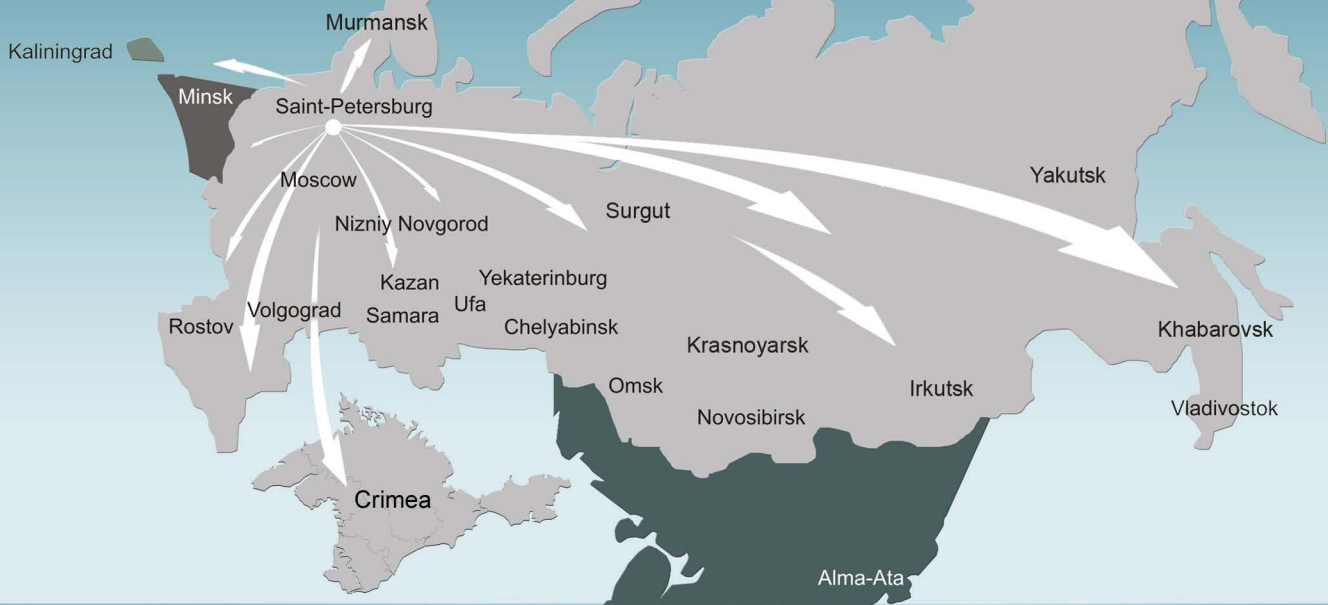 Murmansk
Kaliningrad
Minsk
Saint-Petersburg
Moscow
Yakutsk
Surgut
Nizniy Novgorod
Kazan
Yekaterinburg
Ufa
Volgograd
Samara
Rostov
Chelyabinsk
Khabarovsk
Krasnoyarsk
Omsk
Irkutsk
Novosibirsk
Vladivostok
Crimea
Alma-Ata